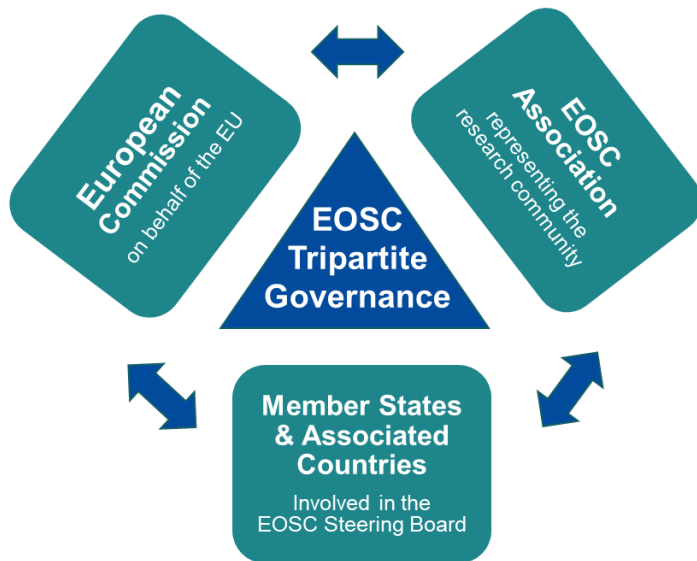 European
Commission
on behalf of the EU
EOSC
Association
representing the
research community
EOSC
Tripartite
Governance
Member States
& Associated
Countries
Involved in the
EOSC Steering Board